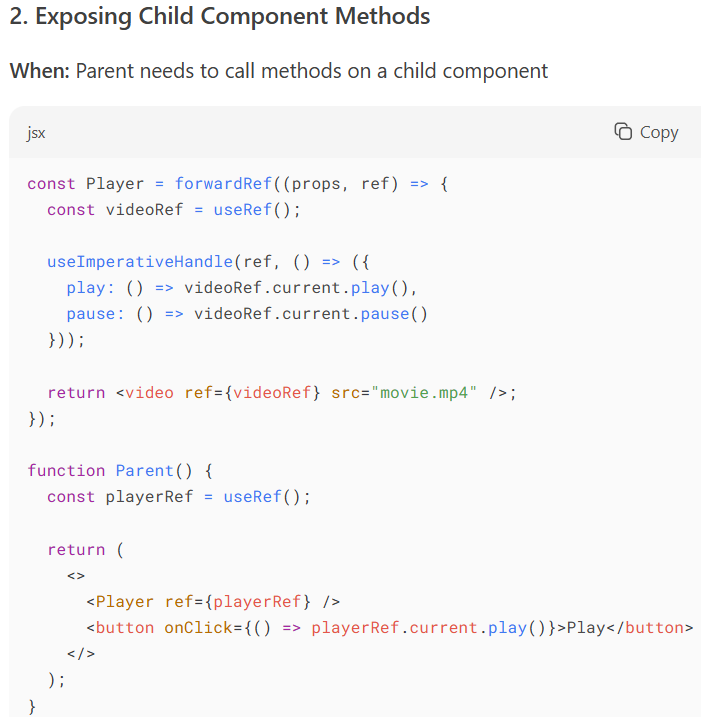 2. Exposing Child Component Methods
When: Parent needs to call methods on a child component
jsx
Copy
const Player = forwardRef((props, ref) => {
  const videoRef = useRef();

  useImperativeHandle(ref, () => ({
    play: () => videoRef.current.play(),
    pause: () => videoRef.current.pause()
  }));

  return <video ref={videoRef} src="movie.mp4" />;
});

function Parent() {
  const playerRef = useRef();

  return (
    <>
      <Player ref={playerRef} />
      <button onClick={() => playerRef.current.play()}>Play</button>
    </>
  );
}